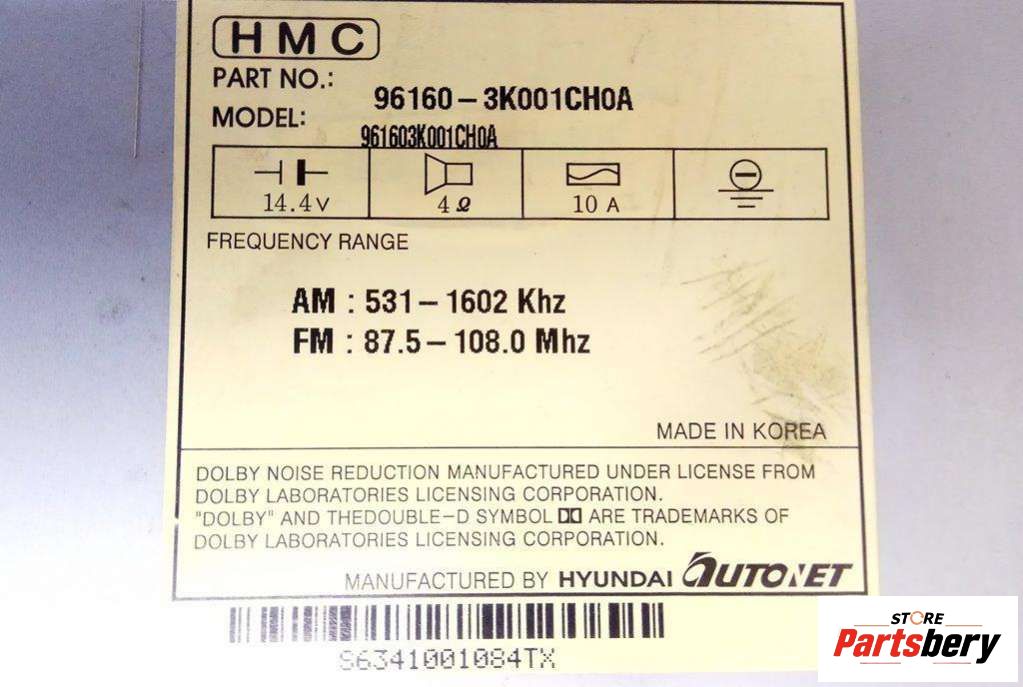 HMC
PART NO.: 96160-3K001CH0A
MODEL: 961603K001CH0A
14.4V 4Ω 10 A
FREQUENCY RANGE
AM : 531-1602 Khz
FM : 87.5-108.0 Mhz
MADE IN KOREA
DOLBY NOISE REDUCTION MANUFACTURED UNDER LICENSE FROM
DOLBY LABORATORIES LICENSING CORPORATION.
"DOLBY" AND THEDOUBLE-D SYMBOL ARE TRADEMARKS OF
DOLBY LABORATORIES LICENSING CORPORATION.
MANUFACTURED BY HYUNDAI AUTONET
S6341001084TX
STORE
Partsbery